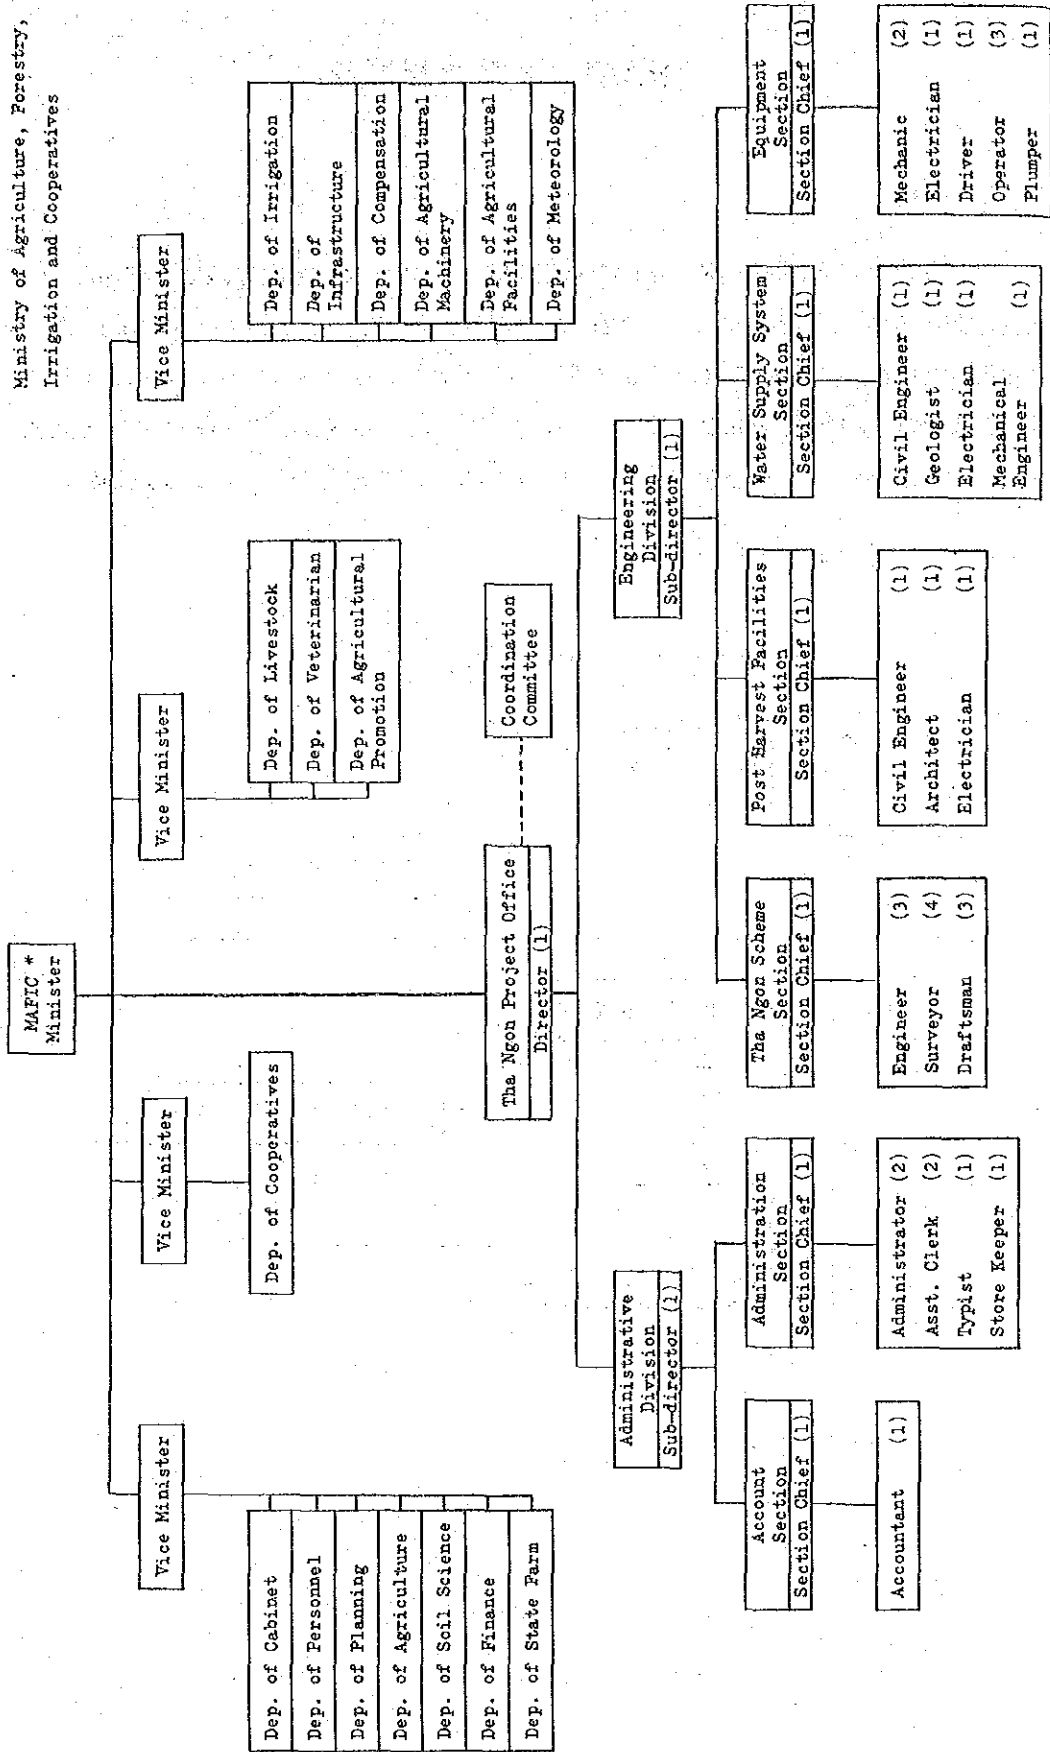 Ministry of Agriculture, Forestry,
Irrigation and Cooperatives
MAFIC *
Minister
Vice Minister
Vice Minister
Vice Minister
Vice Minister
Dep. of Cabinet
Dep. of Personnel
Dep. of Planning
Dep. of Agriculture
Dep. of Soil Science
Dep. of Finance
Dep. of State Farm
Dep. of Cooperatives
Dep. of Livestock
Dep. of Veterinarian
Dep. of Agricultural
Promotion
Dep. of Irrigation
Dep. of
Infrastructure
Dep. of Compensation
Dep. of Agricultural
Machinery
Dep. of Agricultural
Facilities
Dep. of Meteorology
Tha Ngon Project Office
Director (1)
Coordination
Committee
Administrative
Division
Sub-director (1)
Engineering
Division
Sub-director (1)
Account
Section
Section Chief (1)
Accountant (1)
Administration
Section
Section Chief (1)
Administrator (2)
Asst. Clerk (2)
Typist (1)
Store Keeper (1)
Tha Ngon Scheme
Section
Section Chief (1)
Engineer (3)
Surveyor (4)
Draftsman (3)
Post Harvest Facilities
Section
Section Chief (1)
Civil Engineer (1)
Architect (1)
Electrician (1)
Water Supply System
Section
Section Chief (1)
Civil Engineer (1)
Geologist (1)
Electrician (1)
Mechanical
Engineer (1)
Equipment
Section
Section Chief (1)
Mechanic (2)
Electrician (1)
Driver (1)
Operator (3)
Plumper (1)